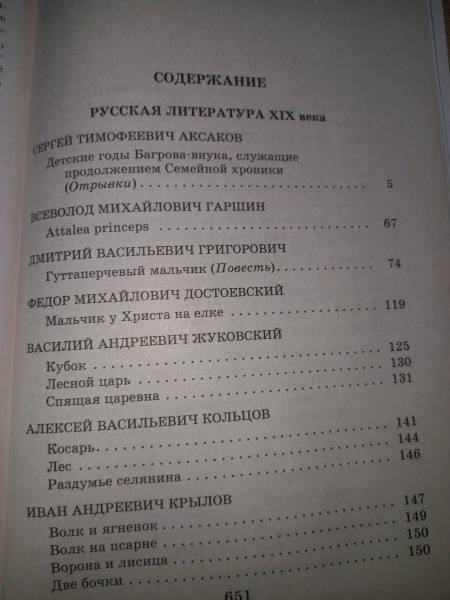 СОДЕРЖАНИЕ
РУССКАЯ ЛИТЕРАТУРА XIX века
СЕРГЕЙ ТИМОФЕЕВИЧ АКСАКОВ
Детские годы Багрова-внука, служащие
продолжением Семейной хроники
(Отрывки) . . . . . . . . . . . . . . . . . . . . . . . 5
ВСЕВОЛОД МИХАЙЛОВИЧ ГАРШИН
Attalea princeps . . . . . . . . . . . . . . . . . . . . 67
ДМИТРИЙ ВАСИЛЬЕВИЧ ГРИГОРОВИЧ
Гуттаперчевый мальчик (Повесть). . . . . . . . . . . . 74
ФЕДОР МИХАЙЛОВИЧ ДОСТОЕВСКИЙ
Мальчик у Христа на елке . . . . . . . . . . . . . . 119
ВАСИЛИЙ АНДРЕЕВИЧ ЖУКОВСКИЙ
Кубок . . . . . . . . . . . . . . . . . . . . . . . . . 125
Лесной царь . . . . . . . . . . . . . . . . . . . . . 130
Спящая царевна . . . . . . . . . . . . . . . . . . . 131
АЛЕКСЕЙ ВАСИЛЬЕВИЧ КОЛЬЦОВ
Косарь . . . . . . . . . . . . . . . . . . . . . . . . 141
Лес . . . . . . . . . . . . . . . . . . . . . . . . . . 144
Раздумье селянина . . . . . . . . . . . . . . . . . . 146
ИВАН АНДРЕЕВИЧ КРЫЛОВ
Волк и ягненок . . . . . . . . . . . . . . . . . . . . 147
Волк на псарне . . . . . . . . . . . . . . . . . . . . 149
Ворона и лисица . . . . . . . . . . . . . . . . . . . 150
Две бочки . . . . . . . . . . . . . . . . . . . . . . . 150
651